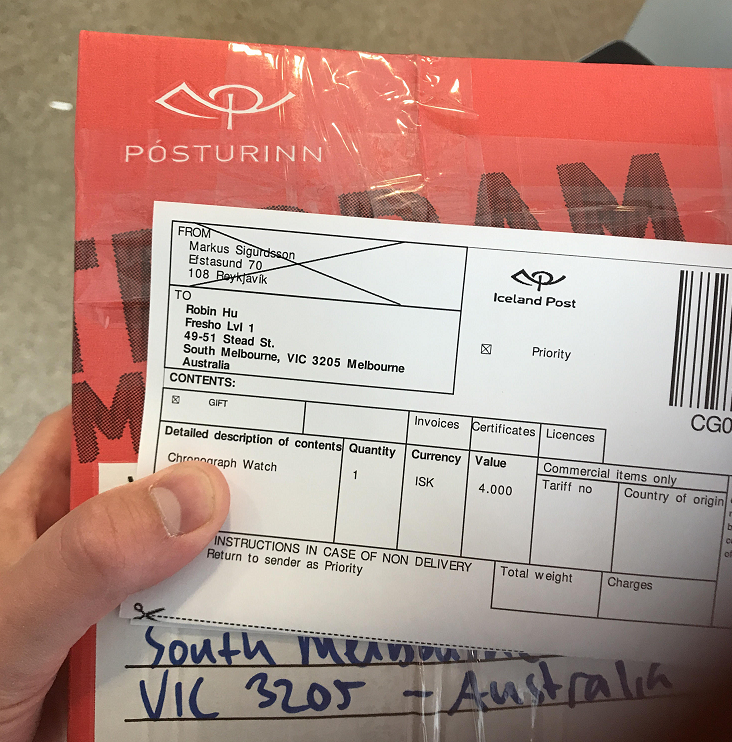 PÓSTURINN
FROM
Markus Sigurdsson
Efstasund 70
108 Reykjavík
TO
Robin Hu
Fresho Lvl 1
49-51 Stead St.
South Melbourne, VIC 3205 Melbourne
Australia
Iceland Post
☒ Priority
CG0
CONTENTS:
☒ GIFT
Invoices Certificates Licences
Detailed description of contents Quantity Currency Value Commercial items only
Tariff no Country of origin
Chronograph Watch 1 ISK 4.000
INSTRUCTIONS IN CASE OF NON DELIVERY
Return to sender as Priority
Total weight Charges
South Melbourne
VIC 3205 - Australia